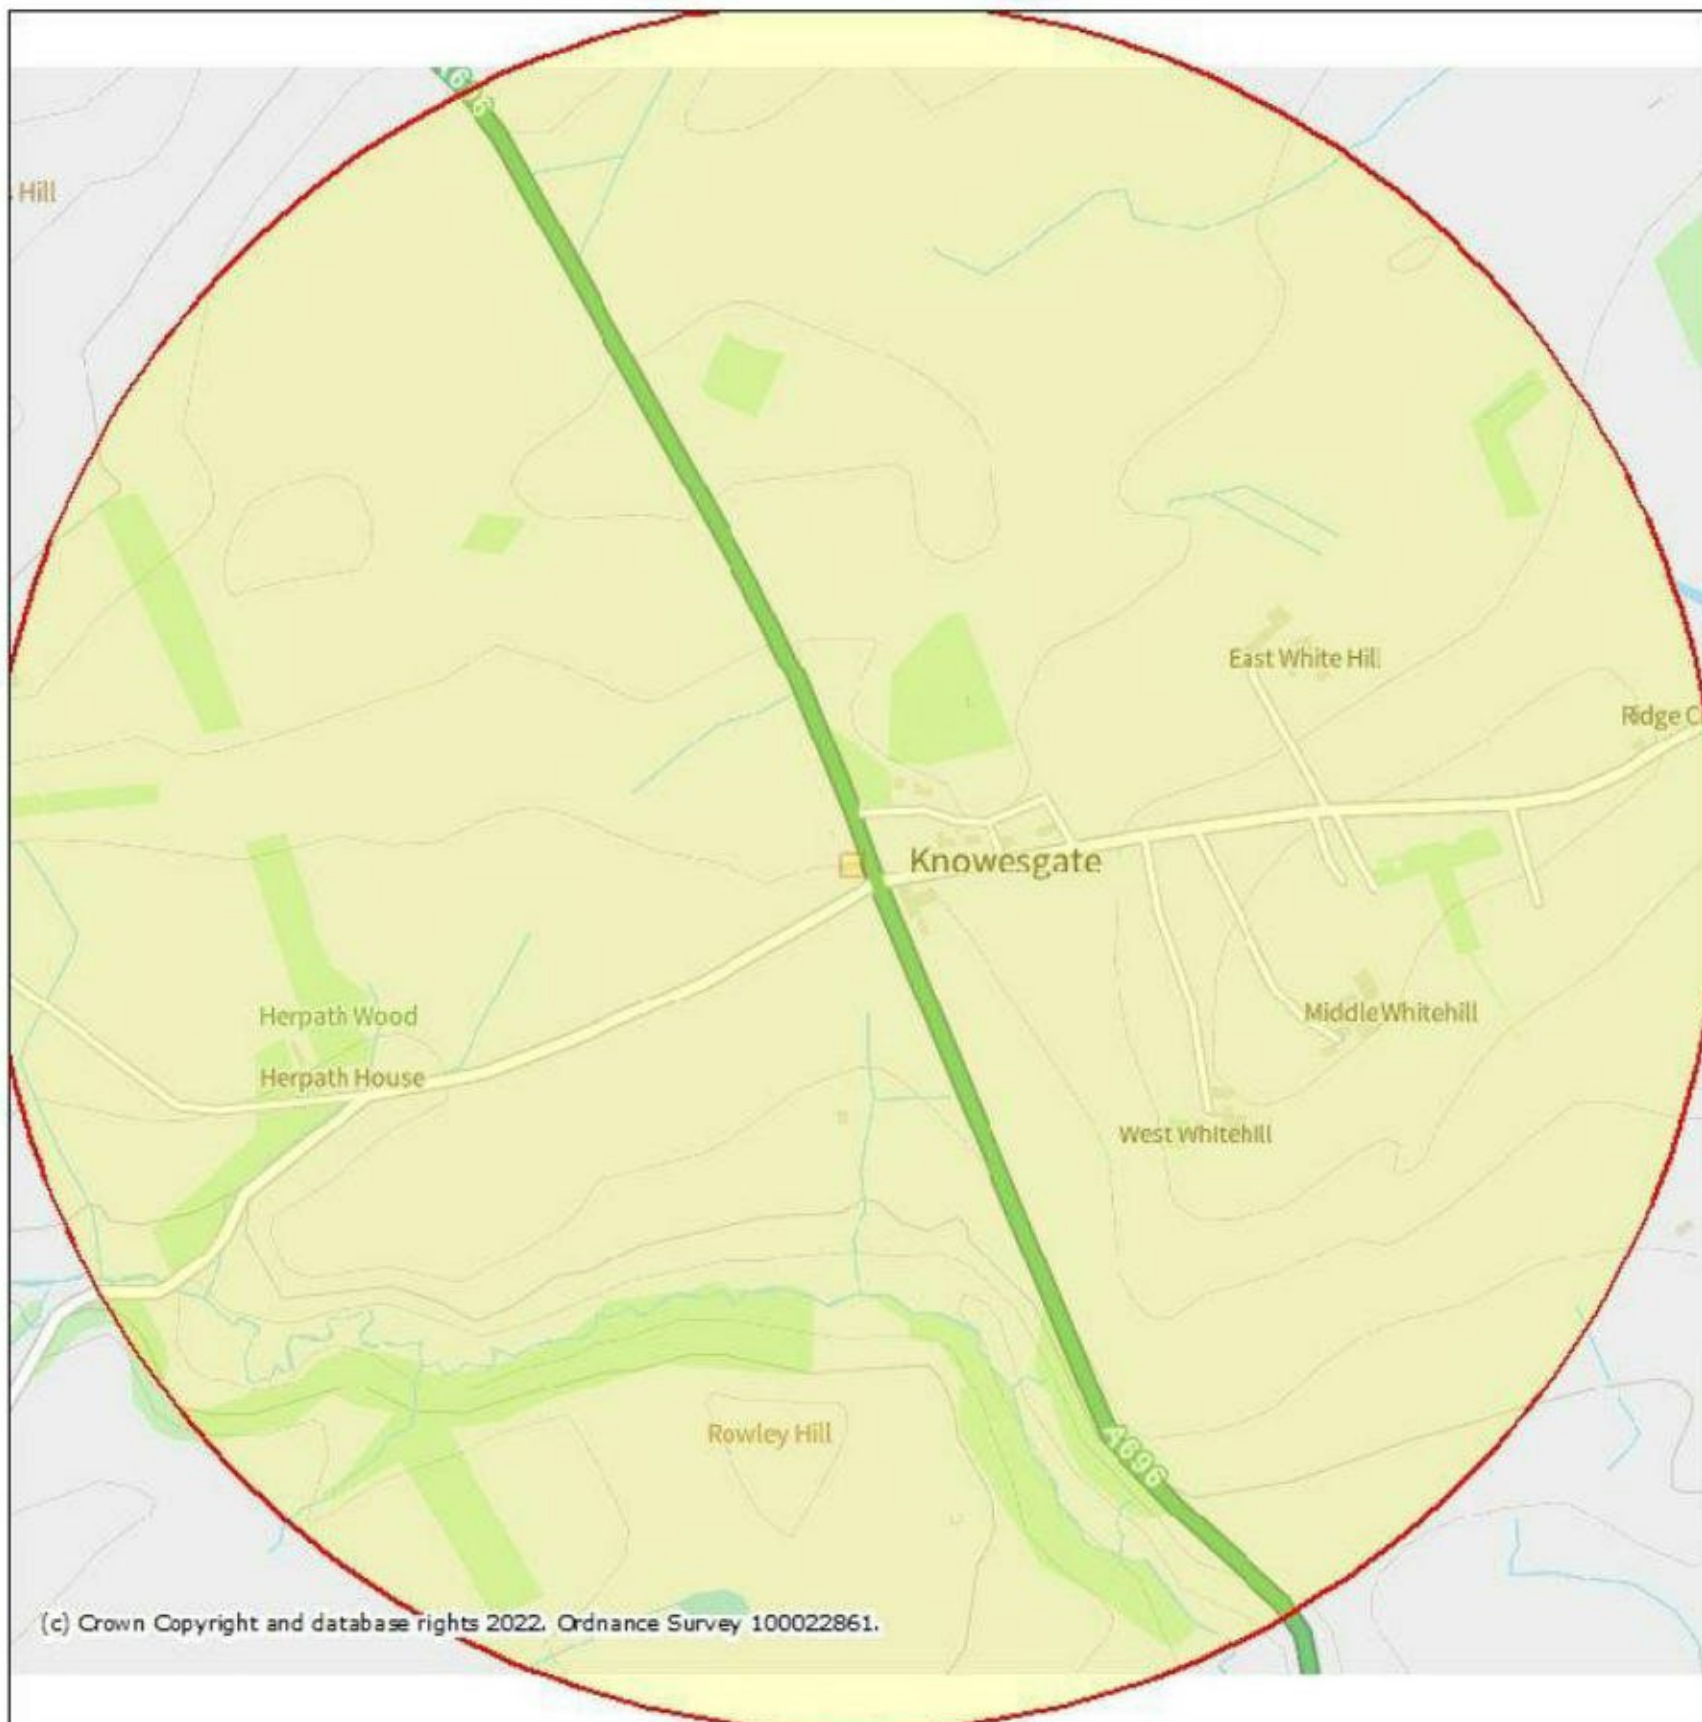 Hill
East White Hill
Ridge
Knowesgate
Herpath Wood
Middle Whitehill
Herpath House
West Whitehill
Rowley Hill
A696
(c) Crown Copyright and database rights 2022. Ordnance Survey 100022861.